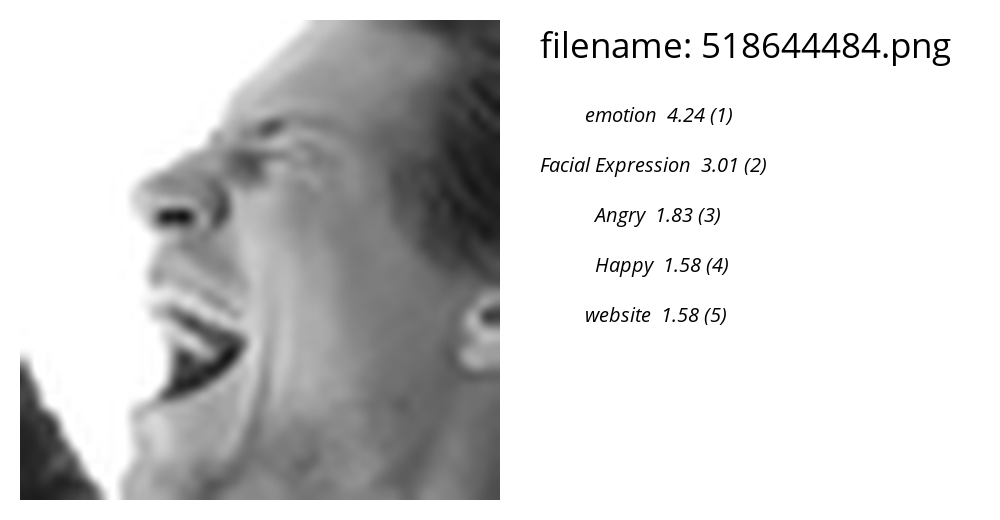 filename: 518644484.png
emotion 4.24 (1)
Facial Expression 3.01 (2)
Angry 1.83 (3)
Happy 1.58 (4)
website 1.58 (5)